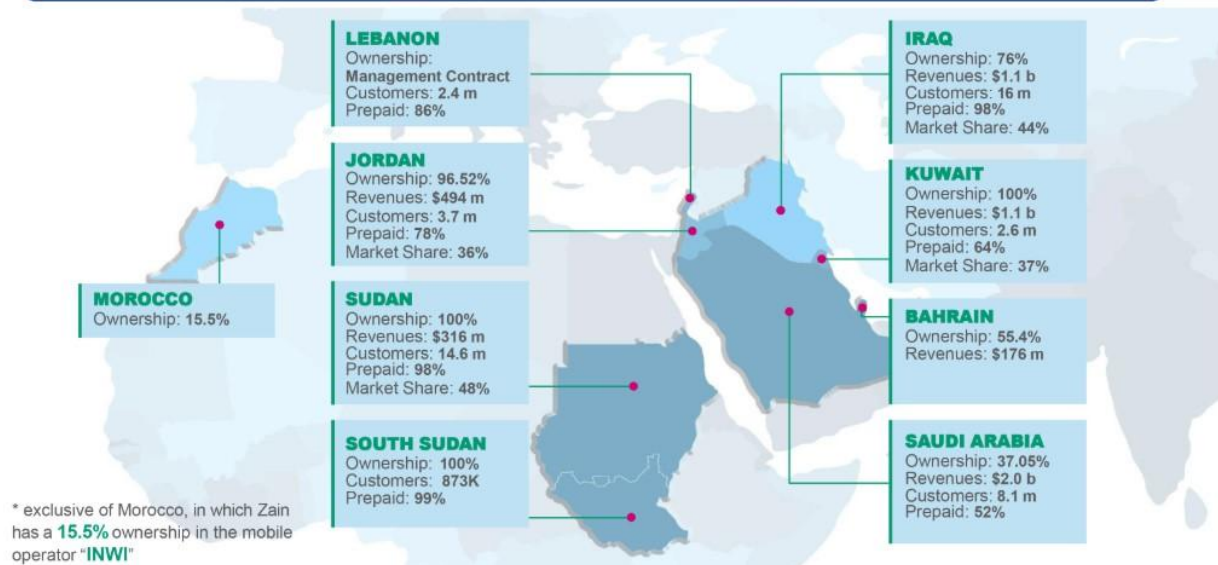 LEBANON
Ownership:
Management Contract
Customers: 2.4 m
Prepaid: 86%
JORDAN
Ownership: 96.52%
Revenues: $494 m
Customers: 3.7 m
Prepaid: 78%
Market Share: 36%
MOROCCO
Ownership: 15.5%
SUDAN
Ownership: 100%
Revenues: $316 m
Customers: 14.6 m
Prepaid: 98%
Market Share: 48%
SOUTH SUDAN
Ownership: 100%
Customers: 873K
Prepaid: 99%
* exclusive of Morocco, in which Zain
has a 15.5% ownership in the mobile
operator “INWI”
IRAQ
Ownership: 76%
Revenues: $1.1 b
Customers: 16 m
Prepaid: 98%
Market Share: 44%
KUWAIT
Ownership: 100%
Revenues: $1.1 b
Customers: 2.6 m
Prepaid: 64%
Market Share: 37%
BAHRAIN
Ownership: 55.4%
Revenues: $176 m
SAUDI ARABIA
Ownership: 37.05%
Revenues: $2.0 b
Customers: 8.1 m
Prepaid: 52%